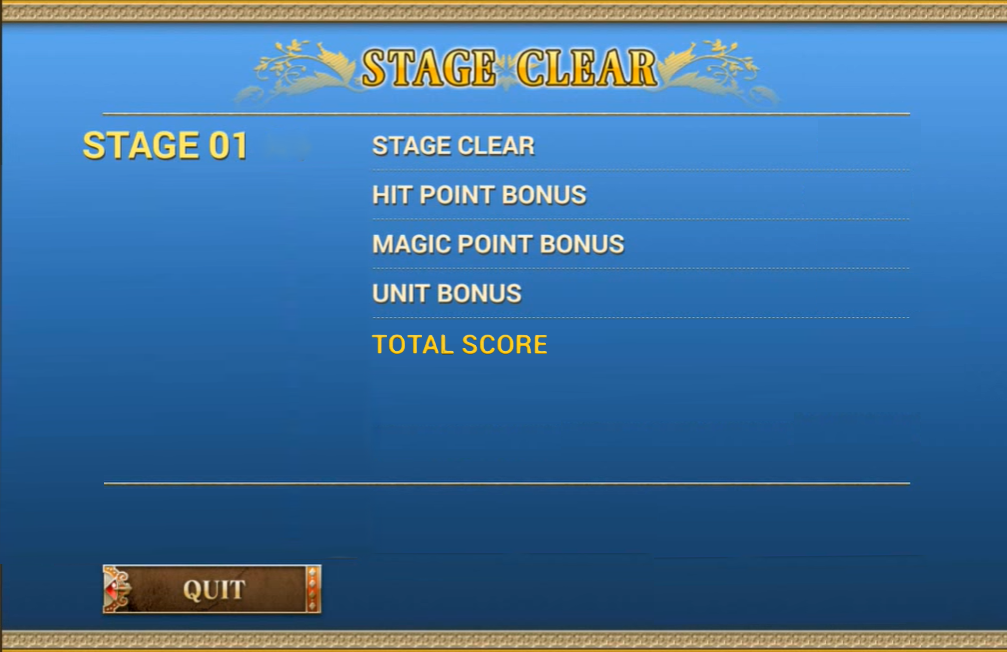 STAGE CLEAR
STAGE 01
STAGE CLEAR
HIT POINT BONUS
MAGIC POINT BONUS
UNIT BONUS
TOTAL SCORE
QUIT